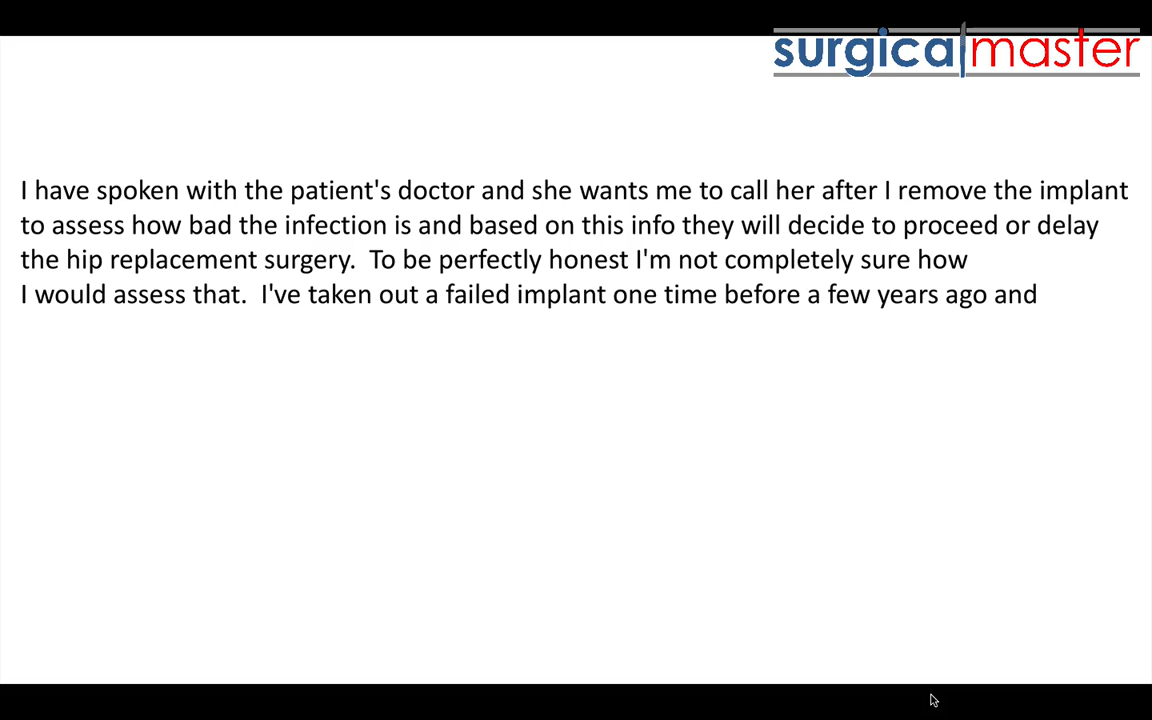 surgical master
I have spoken with the patient's doctor and she wants me to call her after I remove the implant
to assess how bad the infection is and based on this info they will decide to proceed or delay
the hip replacement surgery.  To be perfectly honest I'm not completely sure how
I would assess that.  I've taken out a failed implant one time before a few years ago and